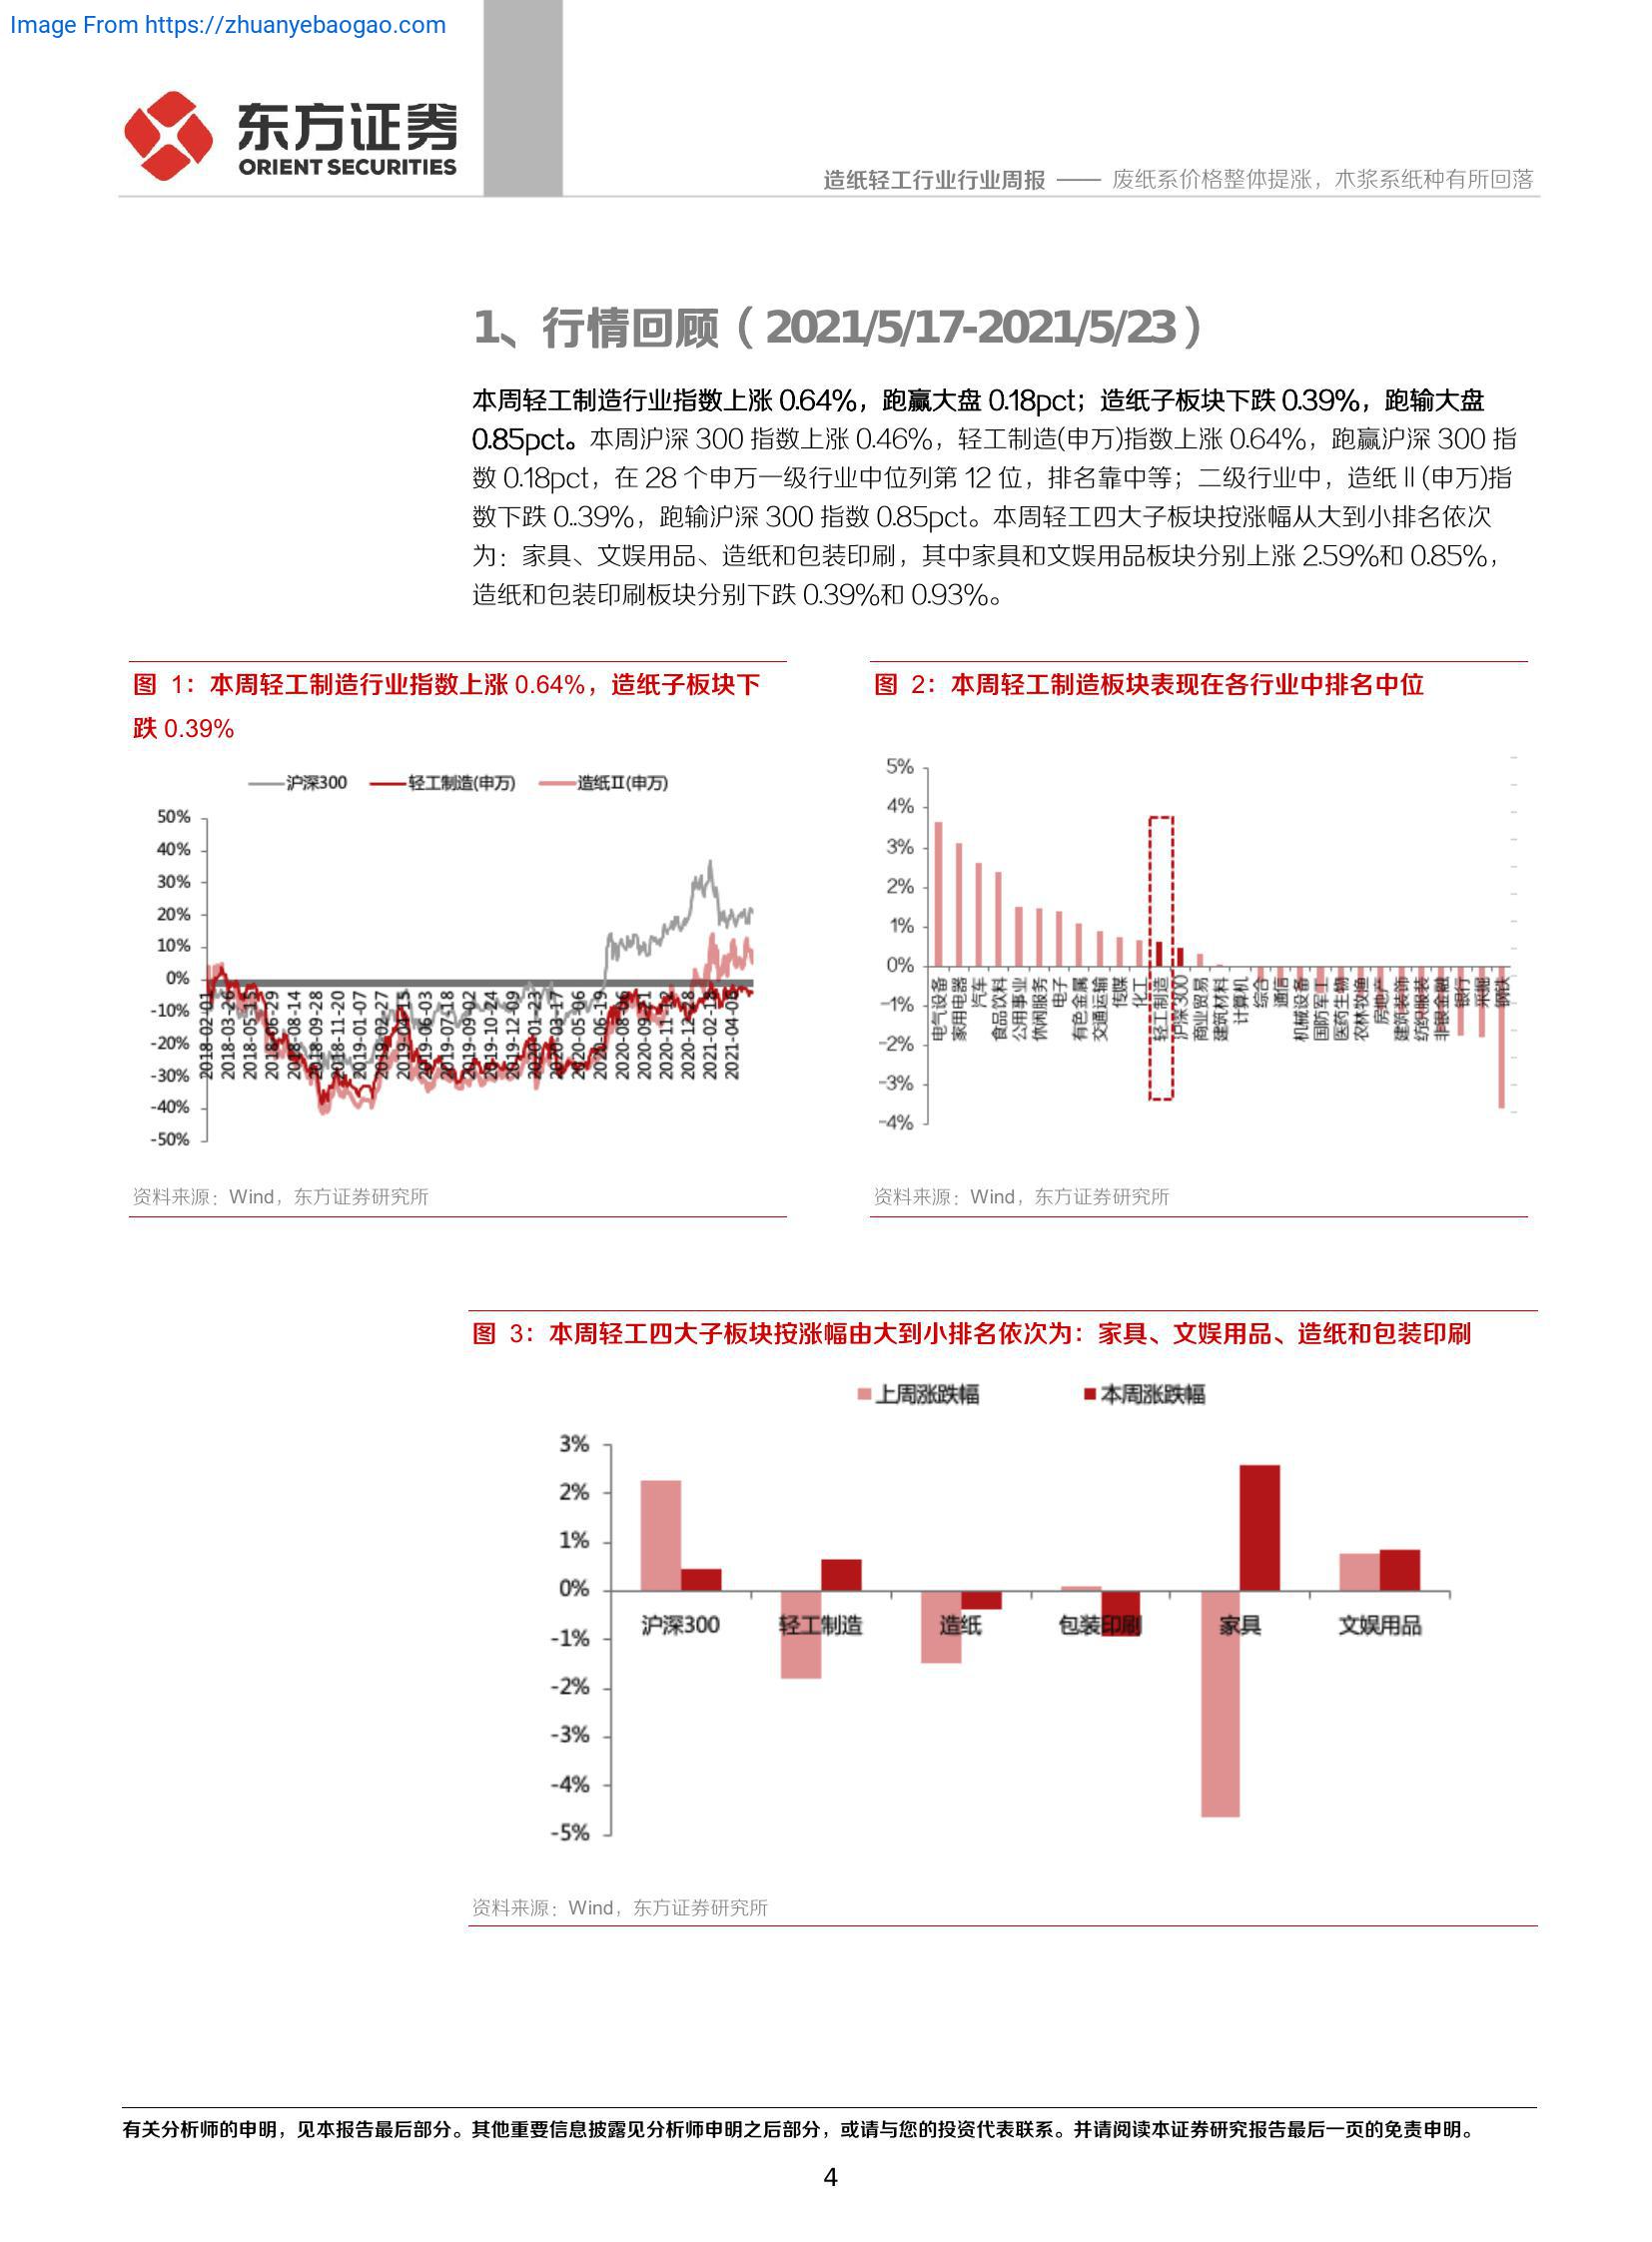 Image From https://zhuanyebaogao.com
东方证券
ORIENT SECURITIES
造纸轻工行业行业周报 —— 废纸系价格整体提涨，木浆系纸种有所回落
1、行情回顾（2021/5/17-2021/5/23）
本周轻工制造行业指数上涨 0.64%，跑赢大盘 0.18pct；造纸子板块下跌 0.39%，跑输大盘
0.85pct。本周沪深 300 指数上涨 0.46%，轻工制造(申万)指数上涨 0.64%，跑赢沪深 300 指
数 0.18pct，在 28 个申万一级行业中位列第 12 位，排名靠中等；二级行业中，造纸Ⅱ(申万)指
数下跌 0..39%，跑输沪深 300 指数 0.85pct。本周轻工四大子板块按涨幅从大到小排名依次
为：家具、文娱用品、造纸和包装印刷，其中家具和文娱用品板块分别上涨 2.59%和 0.85%，
造纸和包装印刷板块分别下跌 0.39%和 0.93%。
图 1：本周轻工制造行业指数上涨 0.64%，造纸子板块下
跌 0.39%
沪深300 轻工制造(申万) 造纸Ⅱ(申万)
50%
40%
30%
20%
10%
0%
-10%
-20%
-30%
-40%
-50%
2018-02-01
2018-03-26
2018-05-15
2018-06-29
2018-08-14
2018-09-28
2018-11-20
2019-01-07
2019-02-27
2019-04-15
2019-06-03
2019-07-18
2019-09-02
2019-10-24
2019-12-09
2020-01-23
2020-03-17
2020-05-06
2020-06-19
2020-08-06
2020-09-21
2020-11-12
2020-12-28
2021-02-18
2021-04-06
资料来源：Wind，东方证券研究所
图 2：本周轻工制造板块表现在各行业中排名中位
5%
4%
3%
2%
1%
0%
-1%
-2%
-3%
-4%
电气设备
家用电器
汽车
食品饮料
公用事业
休闲服务
电子
有色金属
交通运输
传媒
化工
轻工制造
沪深300
商业贸易
建筑材料
计算机
综合
通信
机械设备
国防军工
医药生物
农林牧渔
房地产
建筑装饰
纺织服装
非银金融
银行
采掘
钢铁
资料来源：Wind，东方证券研究所
图 3：本周轻工四大子板块按涨幅由大到小排名依次为：家具、文娱用品、造纸和包装印刷
上周涨跌幅 本周涨跌幅
3%
2%
1%
0%
-1%
-2%
-3%
-4%
-5%
沪深300 轻工制造 造纸 包装印刷 家具 文娱用品
资料来源：Wind，东方证券研究所
有关分析师的申明，见本报告最后部分。其他重要信息披露见分析师申明之后部分，或请与您的投资代表联系。并请阅读本证券研究报告最后一页的免责申明。
4